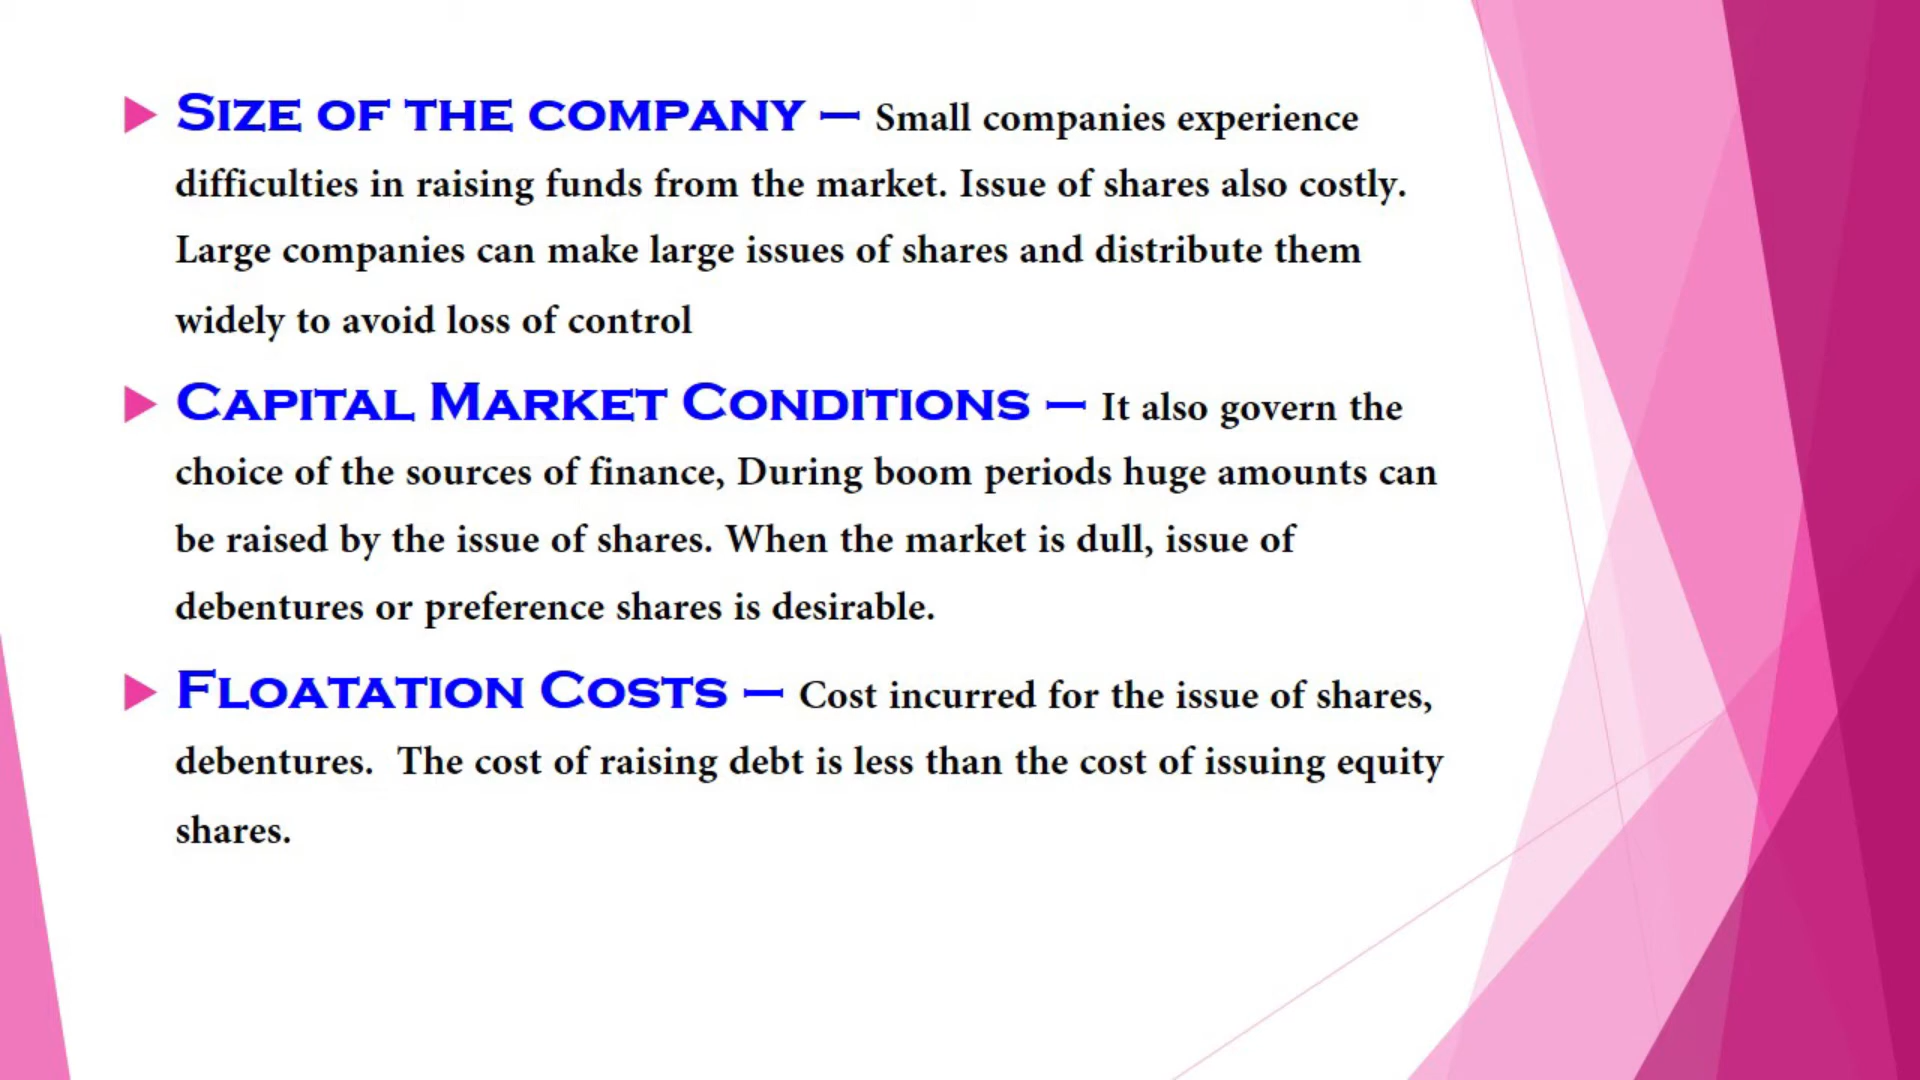 Size of the company – Small companies experience
difficulties in raising funds from the market. Issue of shares also costly.
Large companies can make large issues of shares and distribute them
widely to avoid loss of control
Capital Market Conditions – It also govern the
choice of the sources of finance, During boom periods huge amounts can
be raised by the issue of shares. When the market is dull, issue of
debentures or preference shares is desirable.
Floatation Costs – Cost incurred for the issue of shares,
debentures.  The cost of raising debt is less than the cost of issuing equity
shares.